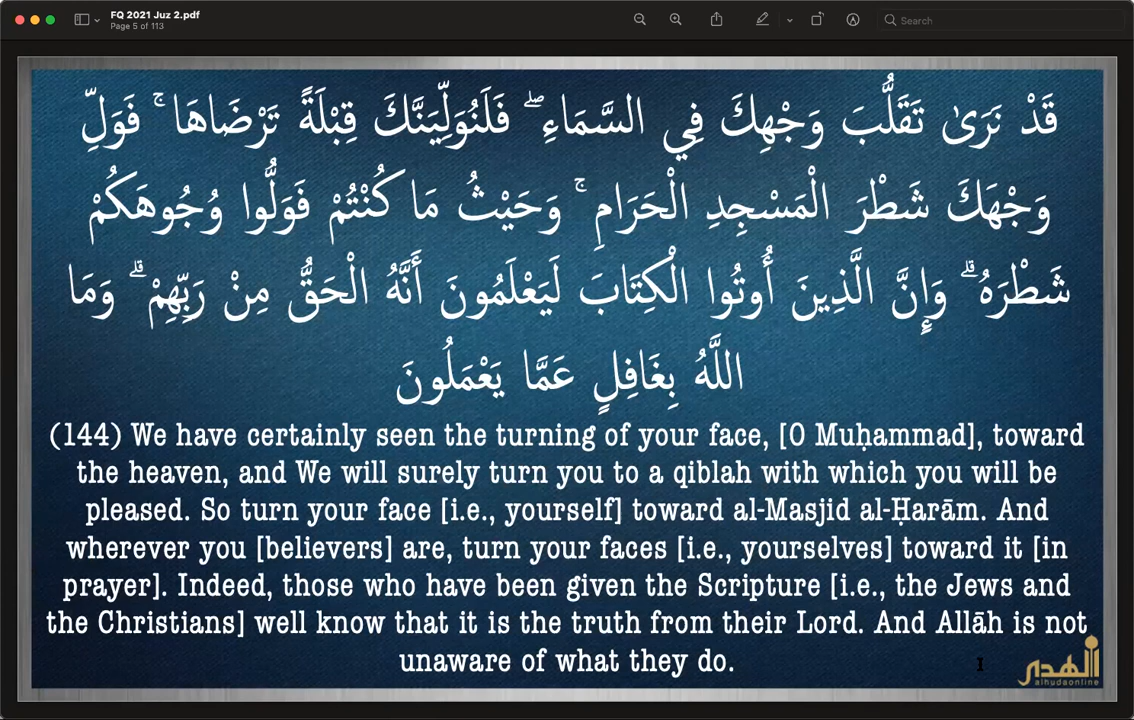 FQ 2021 Juz 2.pdf
Page 5 of 113
Search
قَدْ نَرَىٰ تَقَلُّبَ وَجْهِكَ فِي السَّمَاءِ ۖ فَلَنُوَلِّيَنَّكَ قِبْلَةً تَرْضَاهَا ۚ فَوَلِّ
وَجْهَكَ شَطْرَ الْمَسْجِدِ الْحَرَامِ ۚ وَحَيْثُ مَا كُنْتُمْ فَوَلُّوا وُجُوهَكُمْ
شَطْرَهُ ۗ وَإِنَّ الَّذِينَ أُوتُوا الْكِتَابَ لَيَعْلَمُونَ أَنَّهُ الْحَقُّ مِنْ رَبِّهِمْ ۗ وَمَا
اللَّهُ بِغَافِلٍ عَمَّا يَعْمَلُونَ
(144) We have certainly seen the turning of your face, [O Muḥammad], toward
the heaven, and We will surely turn you to a qiblah with which you will be
pleased. So turn your face [i.e., yourself] toward al-Masjid al-Ḥarām. And
wherever you [believers] are, turn your faces [i.e., yourselves] toward it [in
prayer]. Indeed, those who have been given the Scripture [i.e., the Jews and
the Christians] well know that it is the truth from their Lord. And Allāh is not
unaware of what they do.
الهدى
alhudaonline